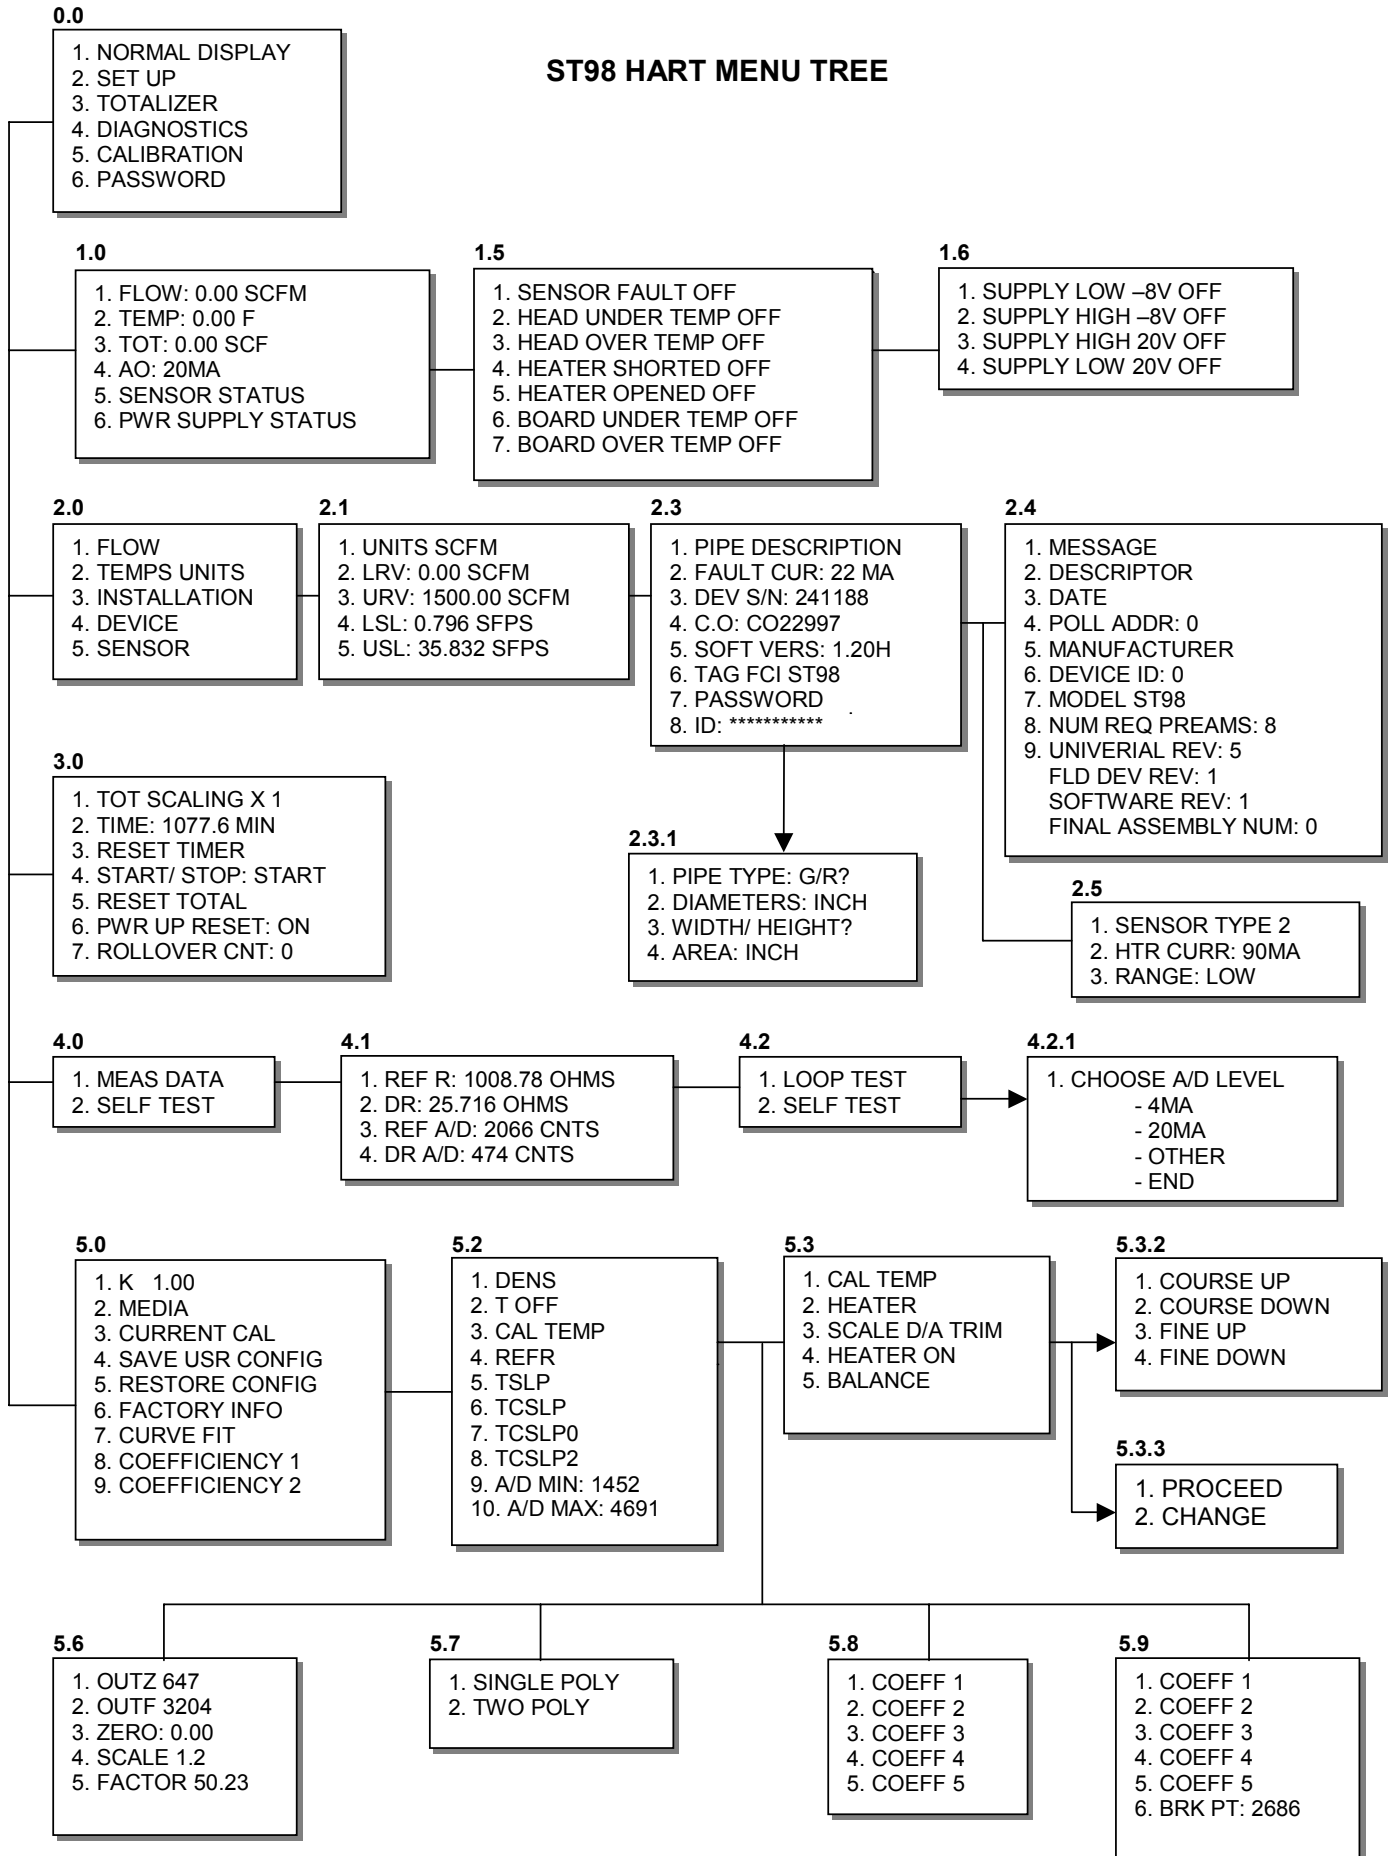 0.0
1. NORMAL DISPLAY
2. SET UP
3. TOTALIZER
4. DIAGNOSTICS
5. CALIBRATION
6. PASSWORD
ST98 HART MENU TREE
1.0
1. FLOW: 0.00 SCFM
2. TEMP: 0.00 F
3. TOT: 0.00 SCF
4. AO: 20MA
5. SENSOR STATUS
6. PWR SUPPLY STATUS
1.5
1. SENSOR FAULT OFF
2. HEAD UNDER TEMP OFF
3. HEAD OVER TEMP OFF
4. HEATER SHORTED OFF
5. HEATER OPENED OFF
6. BOARD UNDER TEMP OFF
7. BOARD OVER TEMP OFF
1.6
1. SUPPLY LOW –8V OFF
2. SUPPLY HIGH –8V OFF
3. SUPPLY HIGH 20V OFF
4. SUPPLY LOW 20V OFF
2.0
1. FLOW
2. TEMPS UNITS
3. INSTALLATION
4. DEVICE
5. SENSOR
2.1
1. UNITS SCFM
2. LRV: 0.00 SCFM
3. URV: 1500.00 SCFM
4. LSL: 0.796 SFPS
5. USL: 35.832 SFPS
2.3
1. PIPE DESCRIPTION
2. FAULT CUR: 22 MA
3. DEV S/N: 241188
4. C.O: CO22997
5. SOFT VERS: 1.20H
6. TAG FCI ST98
7. PASSWORD
8. ID: ***********
2.4
1. MESSAGE
2. DESCRIPTOR
3. DATE
4. POLL ADDR: 0
5. MANUFACTURER
6. DEVICE ID: 0
7. MODEL ST98
8. NUM REQ PREAMS: 8
9. UNIVERIAL REV: 5
FLD DEV REV: 1
SOFTWARE REV: 1
FINAL ASSEMBLY NUM: 0
2.3.1
1. PIPE TYPE: G/R?
2. DIAMETERS: INCH
3. WIDTH/ HEIGHT?
4. AREA: INCH
2.5
1. SENSOR TYPE 2
2. HTR CURR: 90MA
3. RANGE: LOW
3.0
1. TOT SCALING X 1
2. TIME: 1077.6 MIN
3. RESET TIMER
4. START/ STOP: START
5. RESET TOTAL
6. PWR UP RESET: ON
7. ROLLOVER CNT: 0
4.0
1. MEAS DATA
2. SELF TEST
4.1
1. REF R: 1008.78 OHMS
2. DR: 25.716 OHMS
3. REF A/D: 2066 CNTS
4. DR A/D: 474 CNTS
4.2
1. LOOP TEST
2. SELF TEST
4.2.1
1. CHOOSE A/D LEVEL
- 4MA
- 20MA
- OTHER
- END
5.0
1. K 1.00
2. MEDIA
3. CURRENT CAL
4. SAVE USR CONFIG
5. RESTORE CONFIG
6. FACTORY INFO
7. CURVE FIT
8. COEFFICIENCY 1
9. COEFFICIENCY 2
5.2
1. DENS
2. T OFF
3. CAL TEMP
4. REFR
5. TSLP
6. TCSLP
7. TCSLP0
8. TCSLP2
9. A/D MIN: 1452
10. A/D MAX: 4691
5.3
1. CAL TEMP
2. HEATER
3. SCALE D/A TRIM
4. HEATER ON
5. BALANCE
5.3.2
1. COURSE UP
2. COURSE DOWN
3. FINE UP
4. FINE DOWN
5.3.3
1. PROCEED
2. CHANGE
5.6
1. OUTZ 647
2. OUTF 3204
3. ZERO: 0.00
4. SCALE 1.2
5. FACTOR 50.23
5.7
1. SINGLE POLY
2. TWO POLY
5.8
1. COEFF 1
2. COEFF 2
3. COEFF 3
4. COEFF 4
5. COEFF 5
5.9
1. COEFF 1
2. COEFF 2
3. COEFF 3
4. COEFF 4
5. COEFF 5
6. BRK PT: 2686